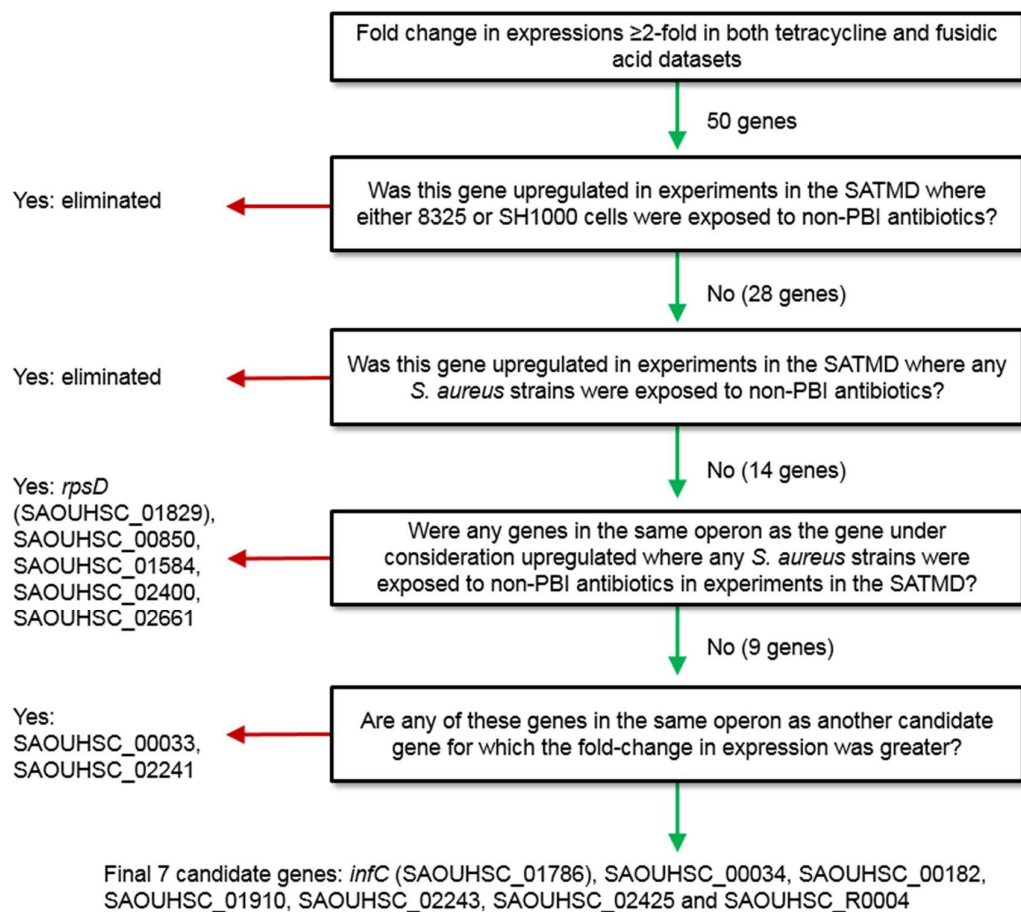 Fold change in expressions ≥2-fold in both tetracycline and fusidic
acid datasets
50 genes
Yes: eliminated
Was this gene upregulated in experiments in the SATMD where
either 8325 or SH1000 cells were exposed to non-PBI antibiotics?
No (28 genes)
Yes: eliminated
Was this gene upregulated in experiments in the SATMD where any
S. aureus strains were exposed to non-PBI antibiotics?
No (14 genes)
Yes: rpsD
(SAOUHSC_01829),
SAOUHSC_00850,
SAOUHSC_01584,
SAOUHSC_02400,
SAOUHSC_02661
Were any genes in the same operon as the gene under
consideration upregulated where any S. aureus strains were
exposed to non-PBI antibiotics in experiments in the SATMD?
No (9 genes)
Yes:
SAOUHSC_00033,
SAOUHSC_02241
Are any of these genes in the same operon as another candidate
gene for which the fold-change in expression was greater?
Final 7 candidate genes: infC (SAOUHSC_01786), SAOUHSC_00034, SAOUHSC_00182,
SAOUHSC_01910, SAOUHSC_02243, SAOUHSC_02425 and SAOUHSC_R0004